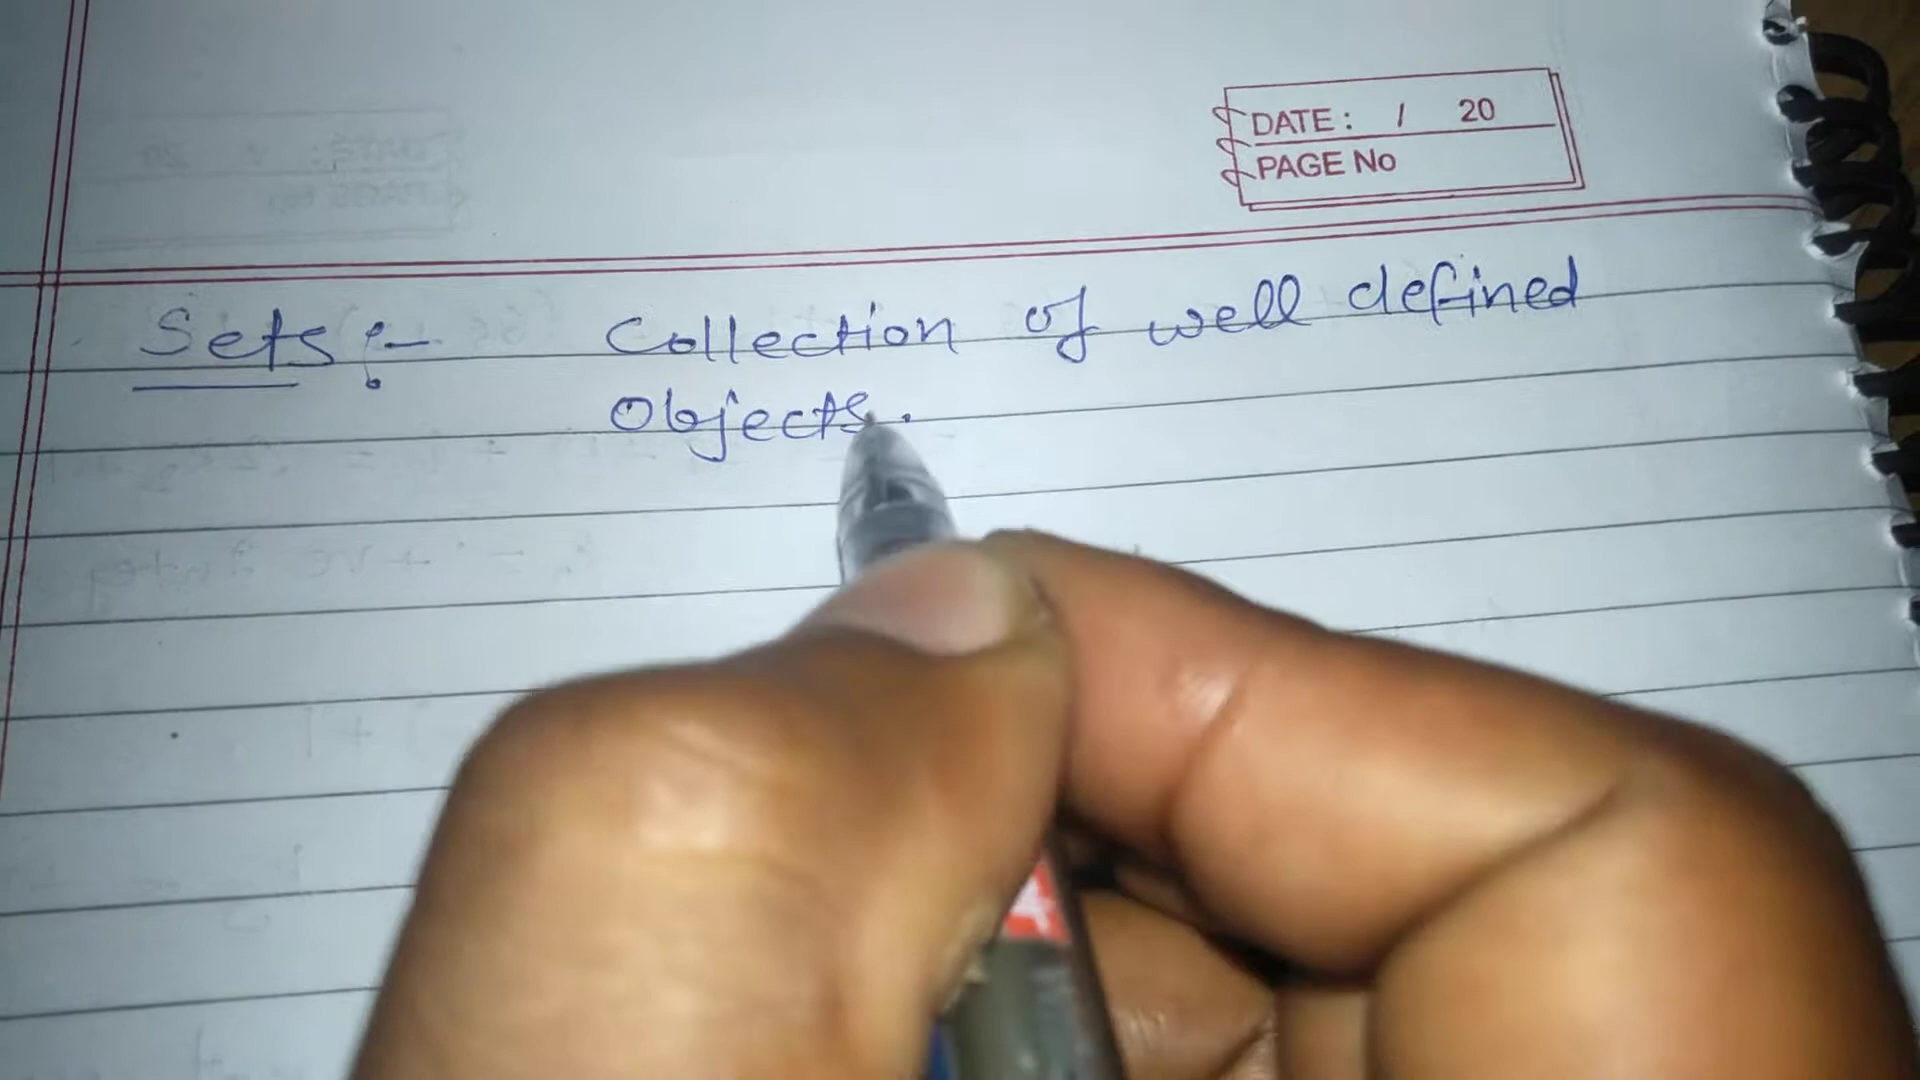 DATE: / 20
PAGE No
Sets :- Collection of well defined
Objects.